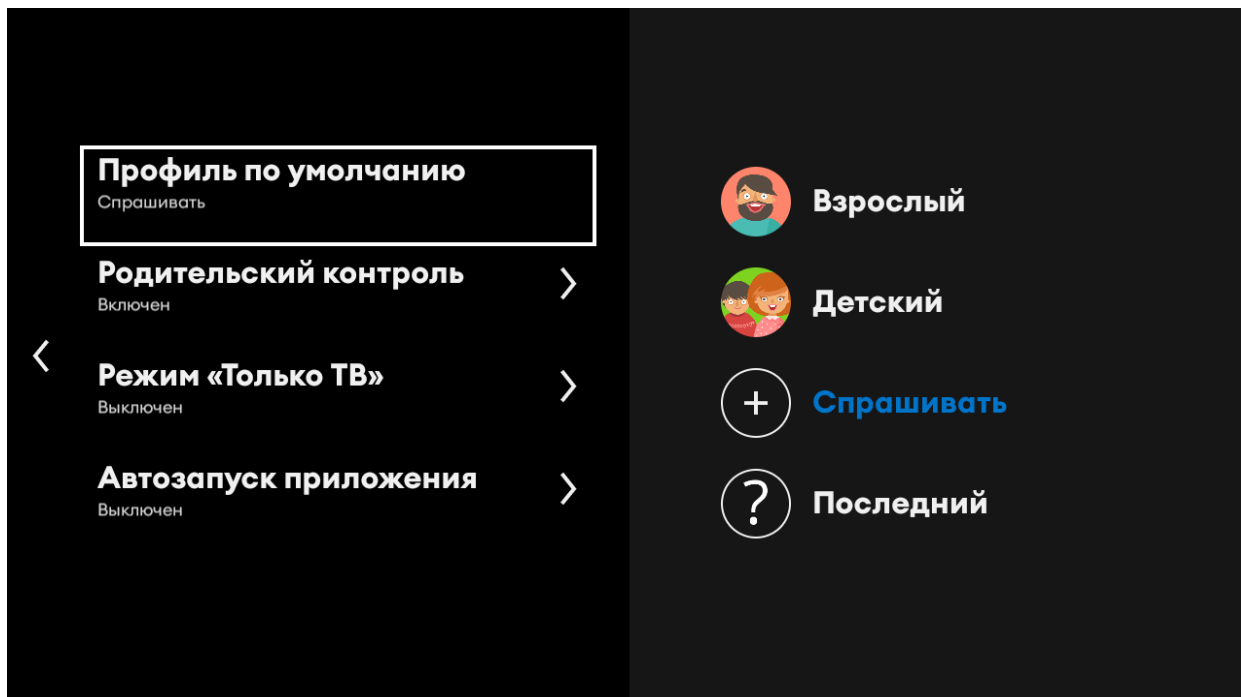 Профиль по умолчанию
Спрашивать
Родительский контроль
Включен
Режим «Только ТВ»
Выключен
Автозапуск приложения
Выключен
Взрослый
Детский
Спрашивать
?
Последний